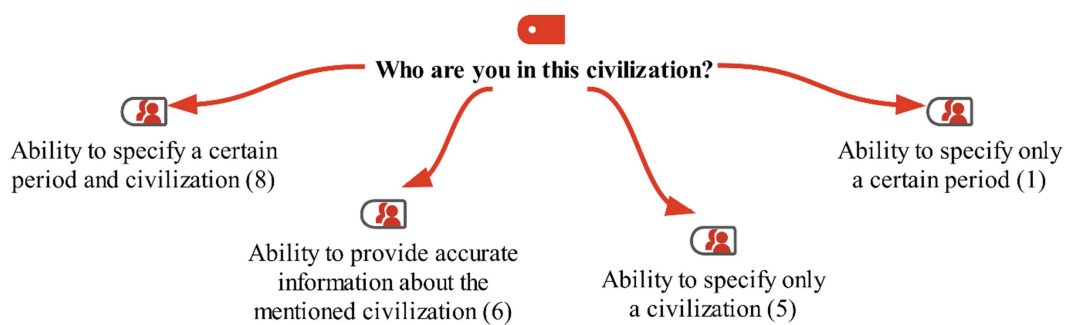 Who are you in this civilization?
Ability to specify a certain
period and civilization (8)
Ability to provide accurate
information about the
mentioned civilization (6)
Ability to specify only
a civilization (5)
Ability to specify only
a certain period (1)